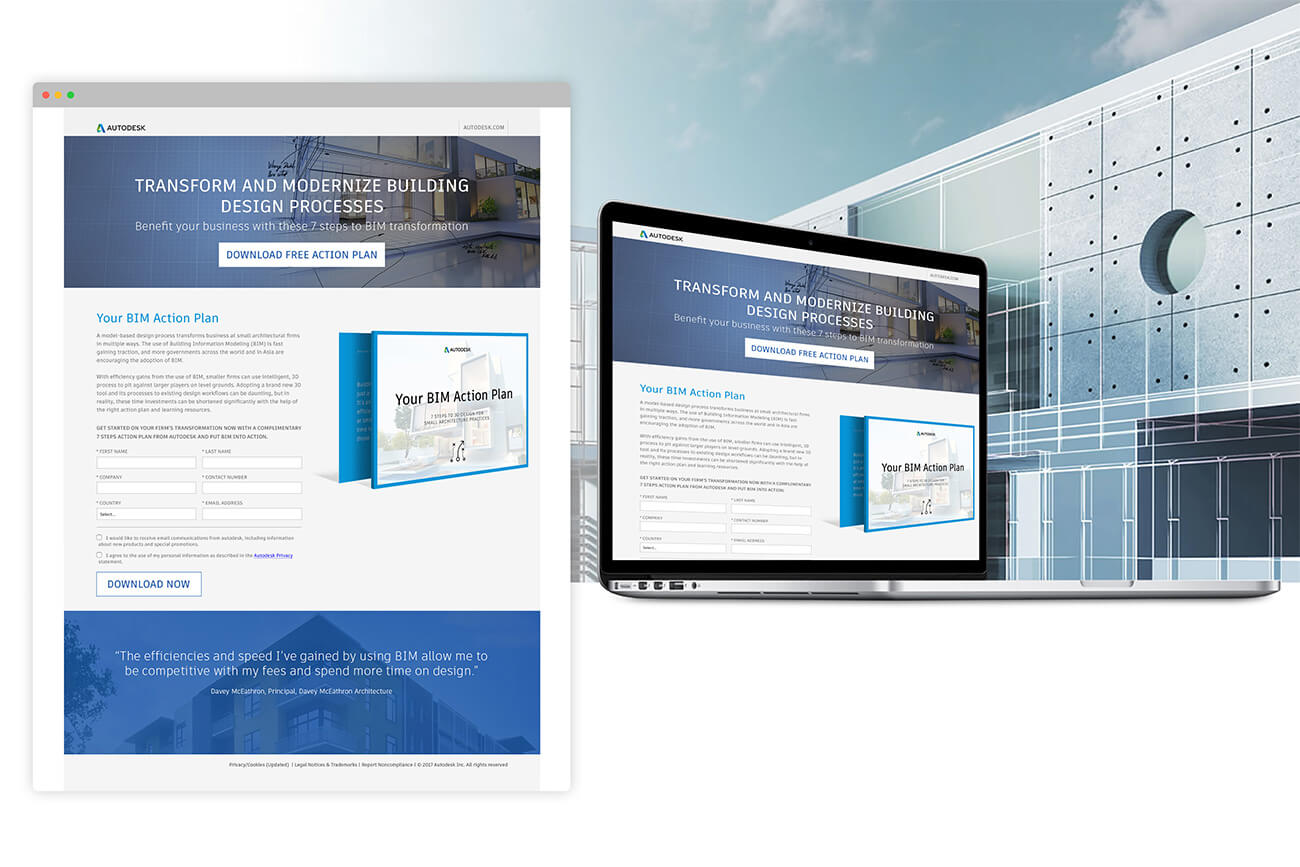 AUTODESK
AUTODESK.COM
TRANSFORM AND MODERNIZE BUILDING
DESIGN PROCESSES
Benefit your business with these 7 steps to BIM transformation
DOWNLOAD FREE ACTION PLAN
Your BIM Action Plan
A model-based design process transforms business at small architectural firms
in multiple ways. The use of Building Information Modeling (BIM) is fast
gaining traction, and more governments across the world and in Asia are
encouraging the adoption of BIM.
With efficiency gains from the use of BIM, smaller firms can use intelligent, 3D
process to pit against larger players on level grounds. Adopting a brand new 3D
tool and its processes to existing design workflows can be daunting, but in
reality, these time investments can be shortened significantly with the help of
the right action plan and learning resources.
GET STARTED ON YOUR FIRM'S TRANSFORMATION NOW WITH A COMPLIMENTARY
7 STEPS ACTION PLAN FROM AUTODESK AND PUT BIM INTO ACTION.
* FIRST NAME
* LAST NAME
* COMPANY
* CONTACT NUMBER
* COUNTRY
* EMAIL ADDRESS
Select...
I would like to receive email communications from autodesk, including information
about new products and special promotions.
I agree to the use of my personal information as described in the Autodesk Privacy
statement.
DOWNLOAD NOW
AUTODESK
Your BIM Action Plan
7 STEPS TO 3D DESIGN FOR
SMALL ARCHITECTURE PRACTICES
“The efficiencies and speed I’ve gained by using BIM allow me to
be competitive with my fees and spend more time on design.”
Davey McEathron, Principal, Davey McEathron Architecture
Privacy/Cookies (Updated) | Legal Notices & Trademarks | Report Noncompliance | © 2017 Autodesk Inc. All rights reserved
AUTODESK
AUTODESK.COM
TRANSFORM AND MODERNIZE BUILDING
DESIGN PROCESSES
Benefit your business with these 7 steps to BIM transformation
DOWNLOAD FREE ACTION PLAN
Your BIM Action Plan
A model-based design process transforms business at small architectural firms
in multiple ways. The use of Building Information Modeling (BIM) is fast
gaining traction, and more governments across the world and in Asia are
encouraging the adoption of BIM.
With efficiency gains from the use of BIM, smaller firms can use intelligent, 3D
process to pit against larger players on level grounds. Adopting a brand new 3D
tool and its processes to existing design workflows can be daunting, but in
reality, these time investments can be shortened significantly with the help of
the right action plan and learning resources.
GET STARTED ON YOUR FIRM'S TRANSFORMATION NOW WITH A COMPLIMENTARY
7 STEPS ACTION PLAN FROM AUTODESK AND PUT BIM INTO ACTION.
* FIRST NAME
* LAST NAME
* COMPANY
* CONTACT NUMBER
* COUNTRY
* EMAIL ADDRESS
Select...
AUTODESK
Your BIM Action Plan
7 STEPS TO 3D DESIGN FOR
SMALL ARCHITECTURE PRACTICES